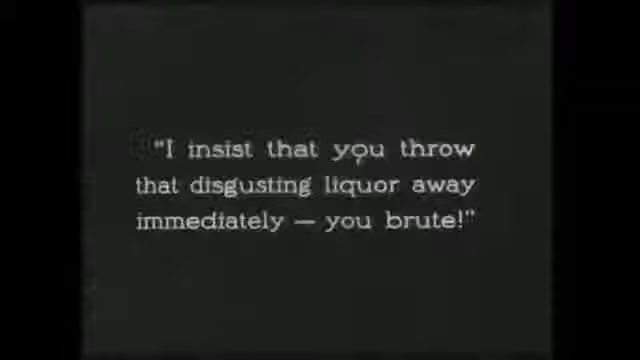 "I insist that you throw
that disgusting liquor away
immediately — you brute!"